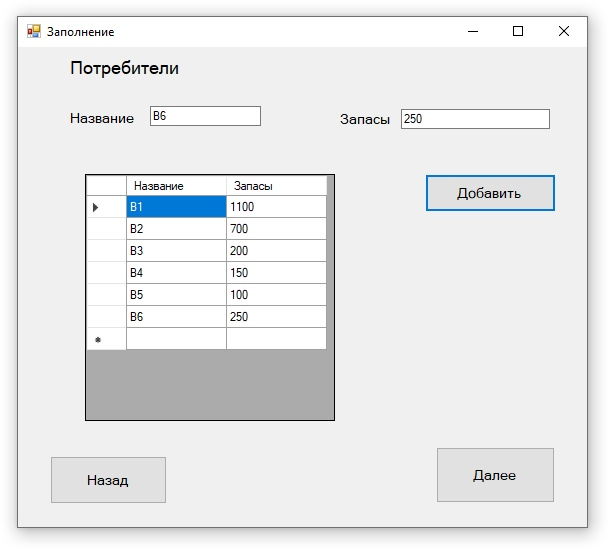 Заполнение
Потребители
Название B6 Запасы 250
Добавить
Название Запасы
B1 1100
B2 700
B3 200
B4 150
B5 100
B6 250
Назад Далее